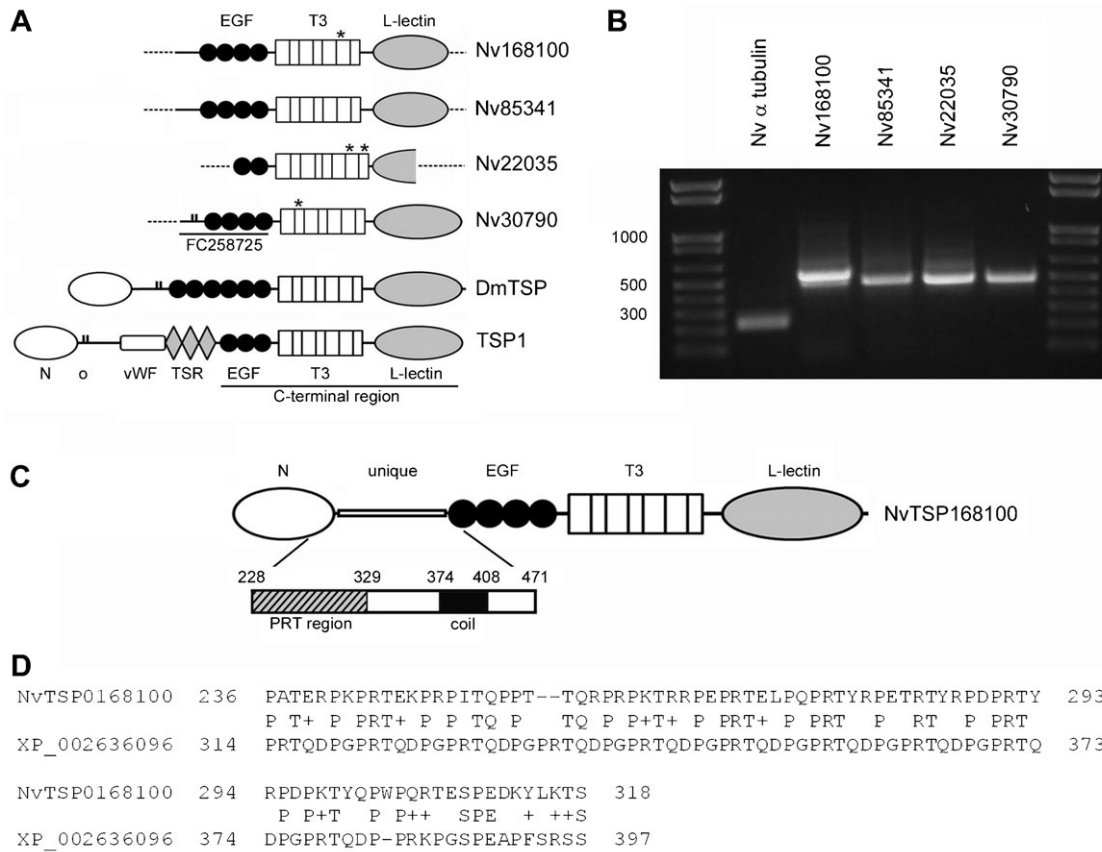 A
EGF T3 L-lectin
*
Nv168100
Nv85341
* *
Nv22035
*
Nv30790
FC258725
DmTSP
TSP1
N o vWF TSR EGF T3 L-lectin
C-terminal region
B
Nv α tubulin
Nv168100
Nv85341
Nv22035
Nv30790
1000
500
300
C
N unique EGF T3 L-lectin
NvTSP168100
228 329 374 408 471
PRT region coil
D
NvTSP0168100 236 PATERPKPRTEKPRPITQPPT--TQRPRPKTRRPEPRTELPQPRTYRPETRTYRPDPRTY 293
P T+ P PRT+ P P TQ P TQ P P+T+ P PRT+ P PRT P RT P PRT
XP_002636096 314 PRTQDPGPRTQDPGPRTQDPGPRTQDPGPRTQDPGPRTQDPGPRTQDPGPRTQDPGPRTQ 373
NvTSP0168100 294 RPDPKTYQPWPQRTESPEDKYLKTS 318
P P+T P P++ SPE + ++S
XP_002636096 374 DPGPRTQDP-PRKPGSPEAPFSRSS 397